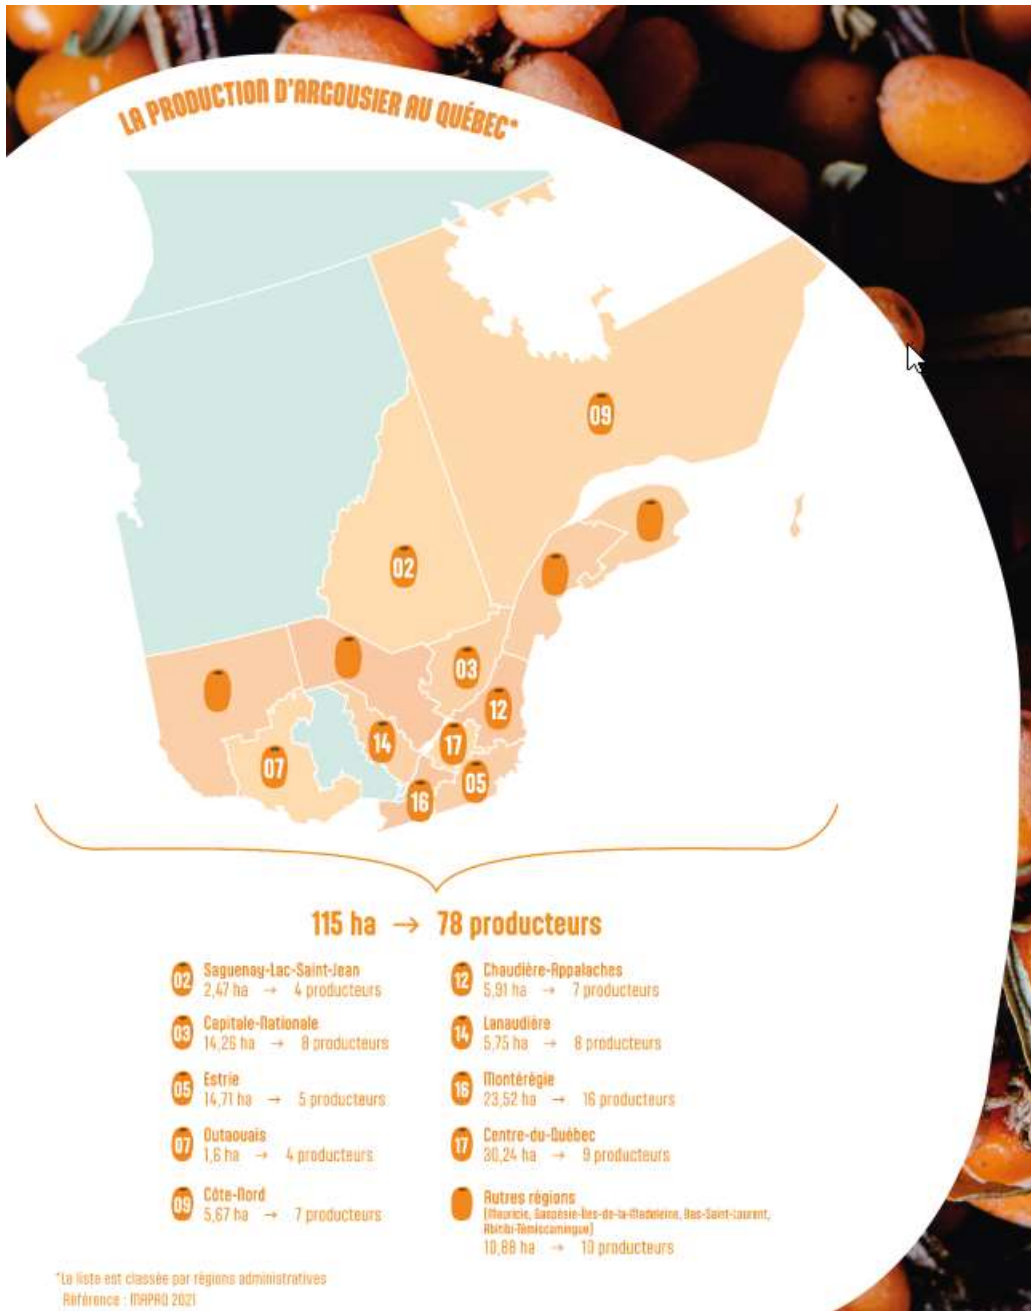 LA PRODUCTION D'ARGOUSIER AU QUÉBEC*
09
02
03
12
14
17
07
05
16
115 ha → 78 producteurs
02 Saguenay-Lac-Saint-Jean
2,47 ha → 4 producteurs
03 Capitale-Nationale
14,26 ha → 8 producteurs
05 Estrie
14,71 ha → 5 producteurs
07 Outaouais
1,6 ha → 4 producteurs
09 Côte-Nord
5,67 ha → 7 producteurs
12 Chaudière-Appalaches
5,91 ha → 7 producteurs
14 Lanaudière
5,75 ha → 8 producteurs
16 Montérégie
23,52 ha → 16 producteurs
17 Centre-du-Québec
30,24 ha → 9 producteurs
Autres régions
(Mauricie, Gaspésie-Îles-de-la-Madeleine, Bas-Saint-Laurent,
Abitibi-Témiscamingue)
10,88 ha → 10 producteurs
*La liste est classée par régions administratives
Référence : MAPAQ 2021